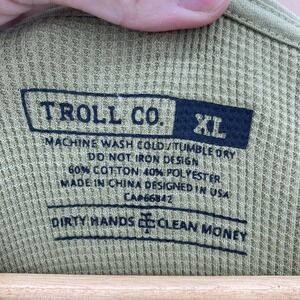 TROLL CO. XL
MACHINE WASH COLD/TUMBLE DRY
DO NOT IRON DESIGN
60% COTTON 40% POLYESTER
MADE IN CHINA DESIGNED IN USA
CA#66842
DIRTY HANDS CLEAN MONEY